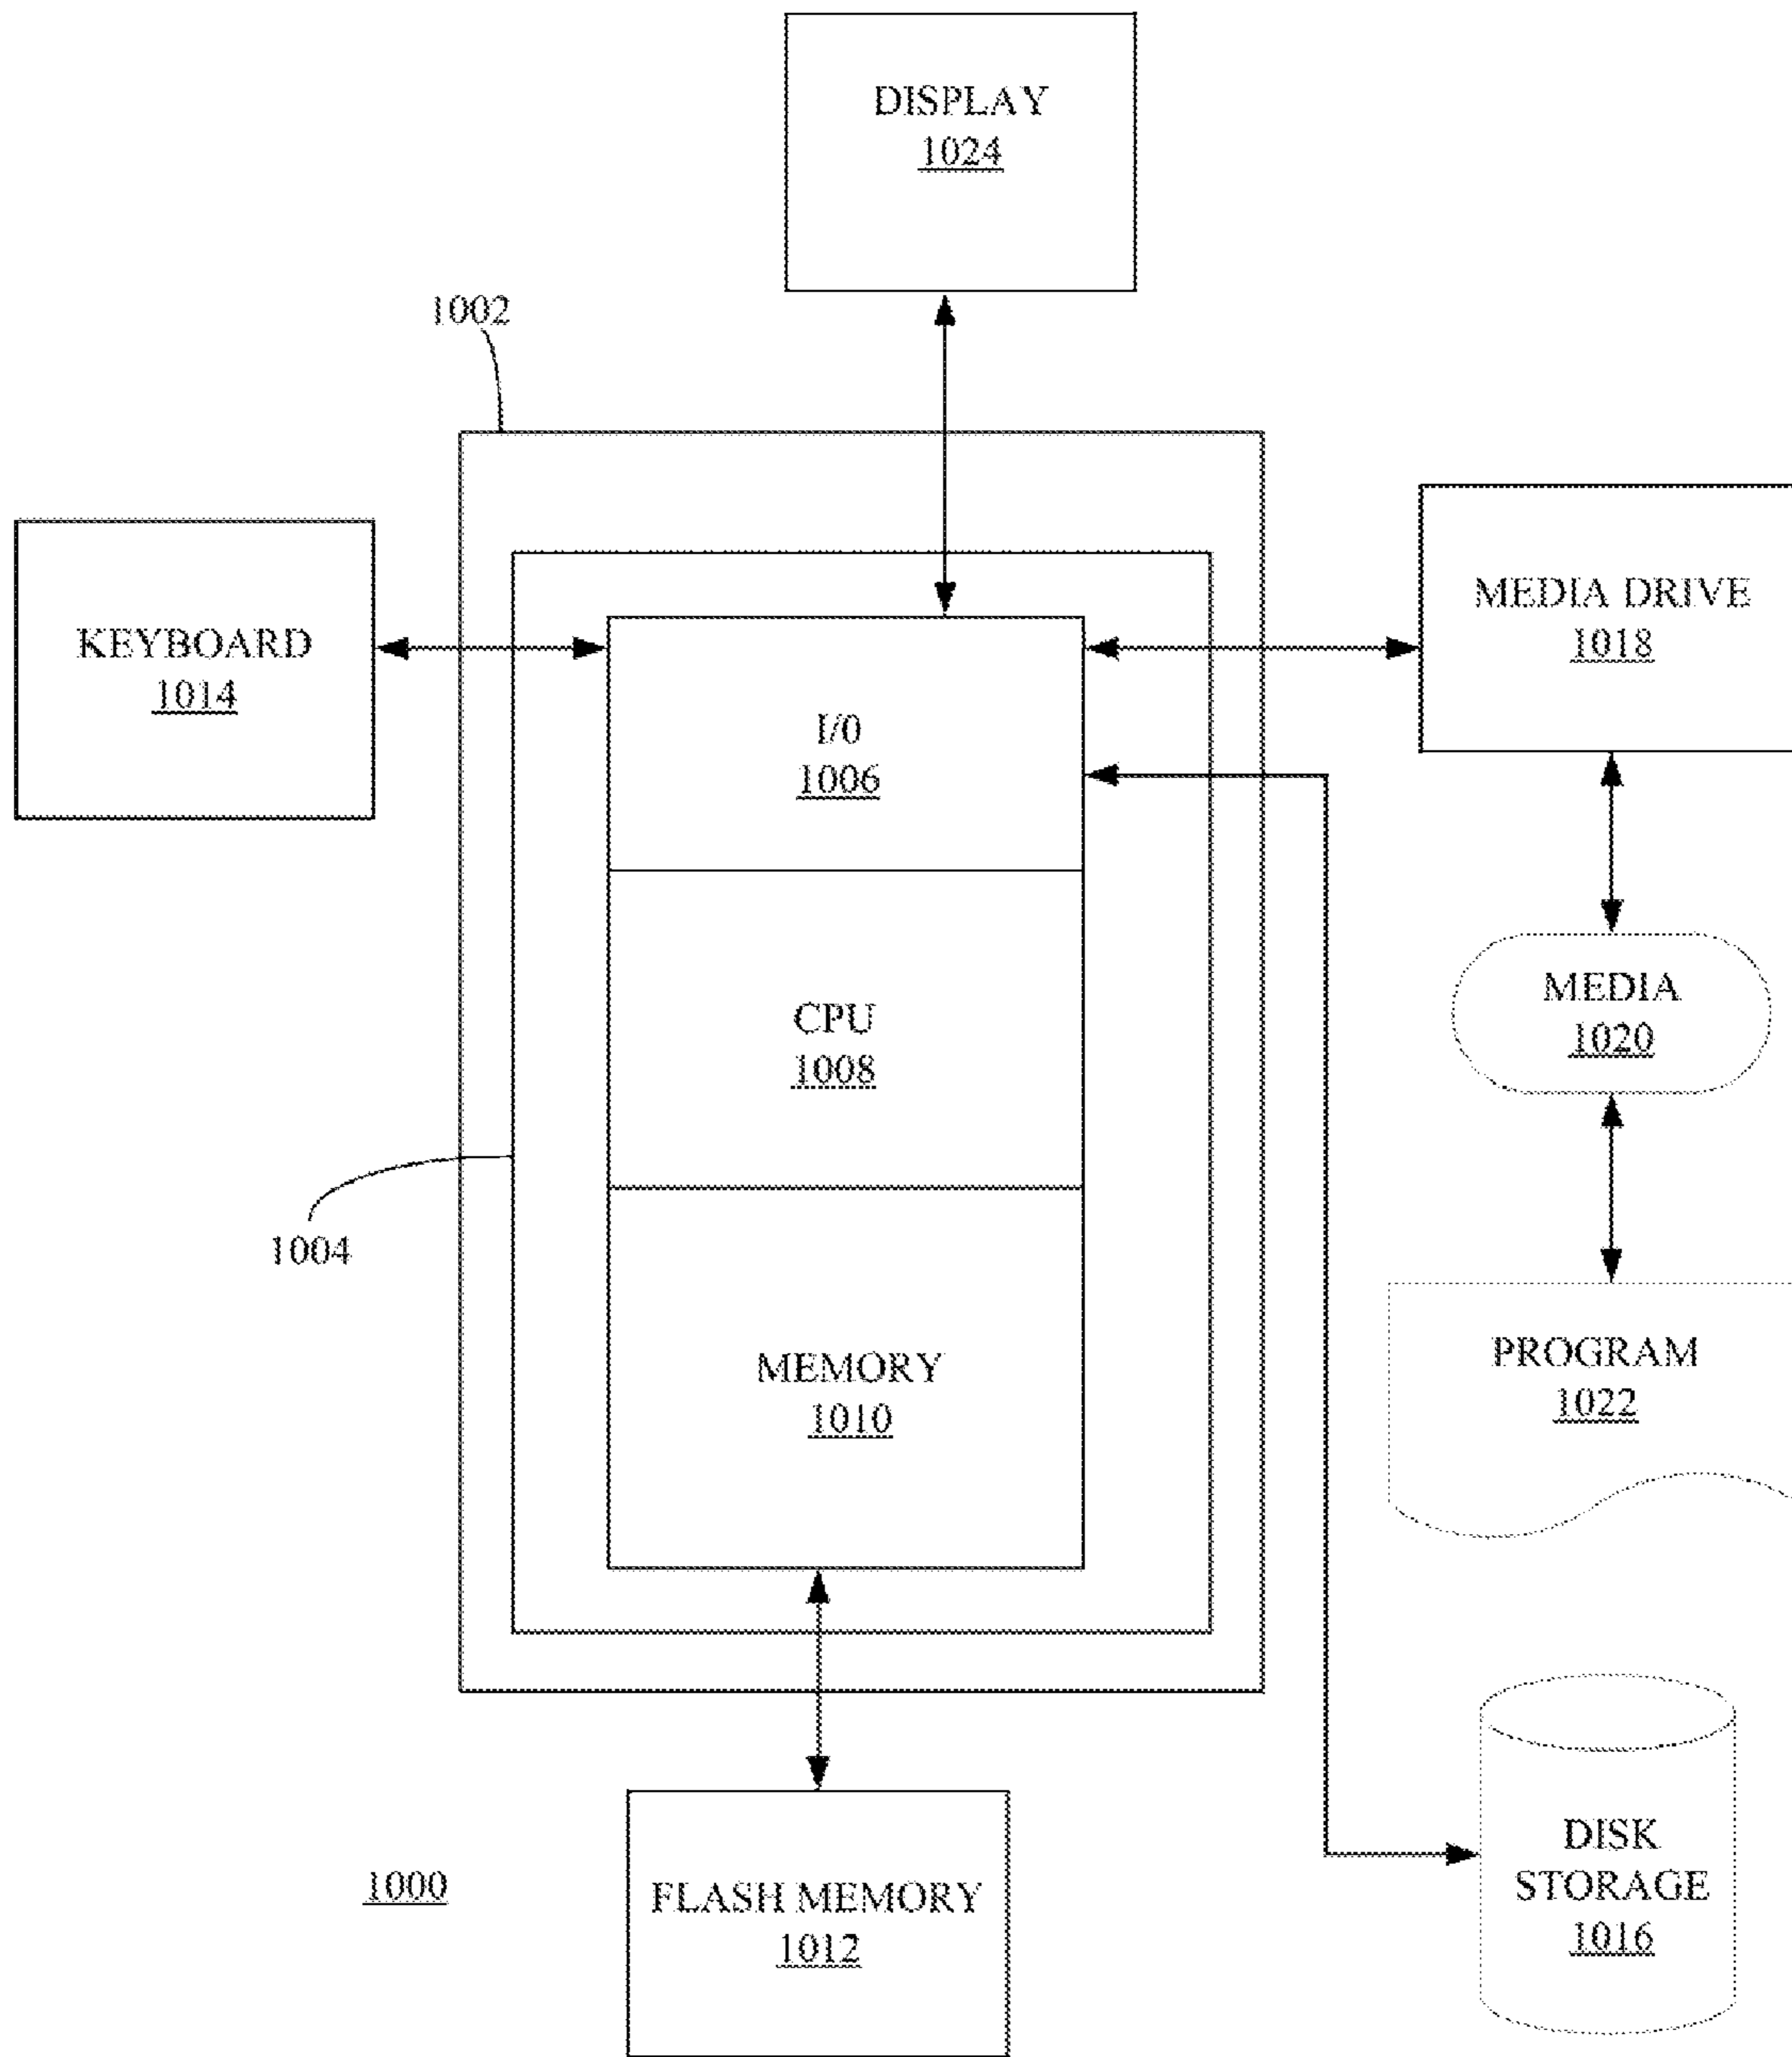 DISPLAY
1024
1002
KEYBOARD
1014
I/0
1006
MEDIA DRIVE
1018
CPU
1008
MEDIA
1020
1004
MEMORY
1010
PROGRAM
1022
1000
FLASH MEMORY
1012
DISK
STORAGE
1016